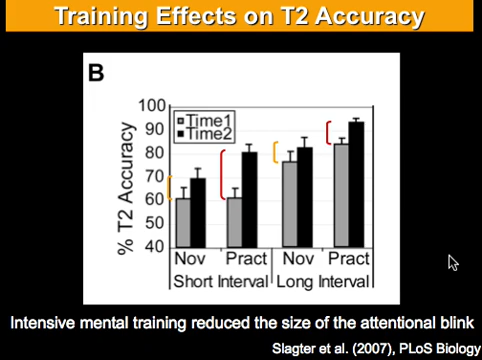 Training Effects on T2 Accuracy
B
% T2 Accuracy
100
90
80
70
60
50
40
Time1
Time2
Nov Pract Nov Pract
Short Interval Long Interval
Intensive mental training reduced the size of the attentional blink
Slagter et al. (2007), PLoS Biology